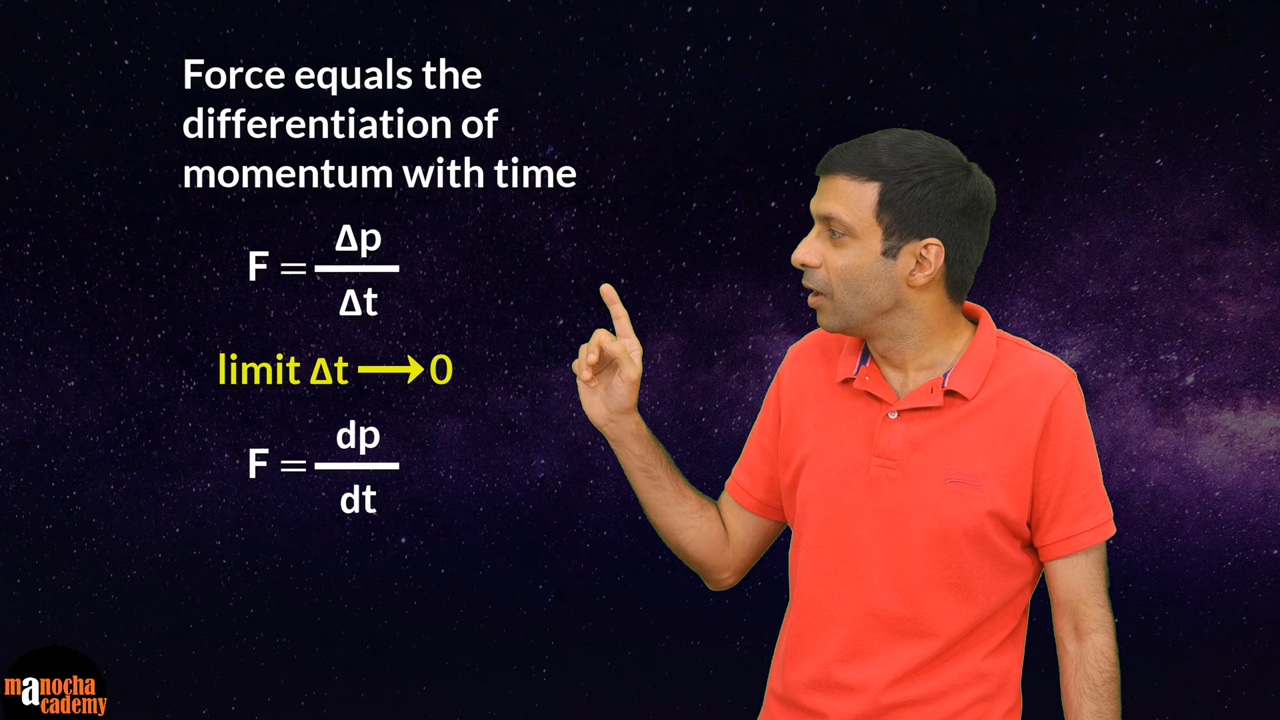 Force equals the
differentiation of
momentum with time
F = Δp
Δt
limit Δt ⟶ 0
F = dp
dt
manocha
academy